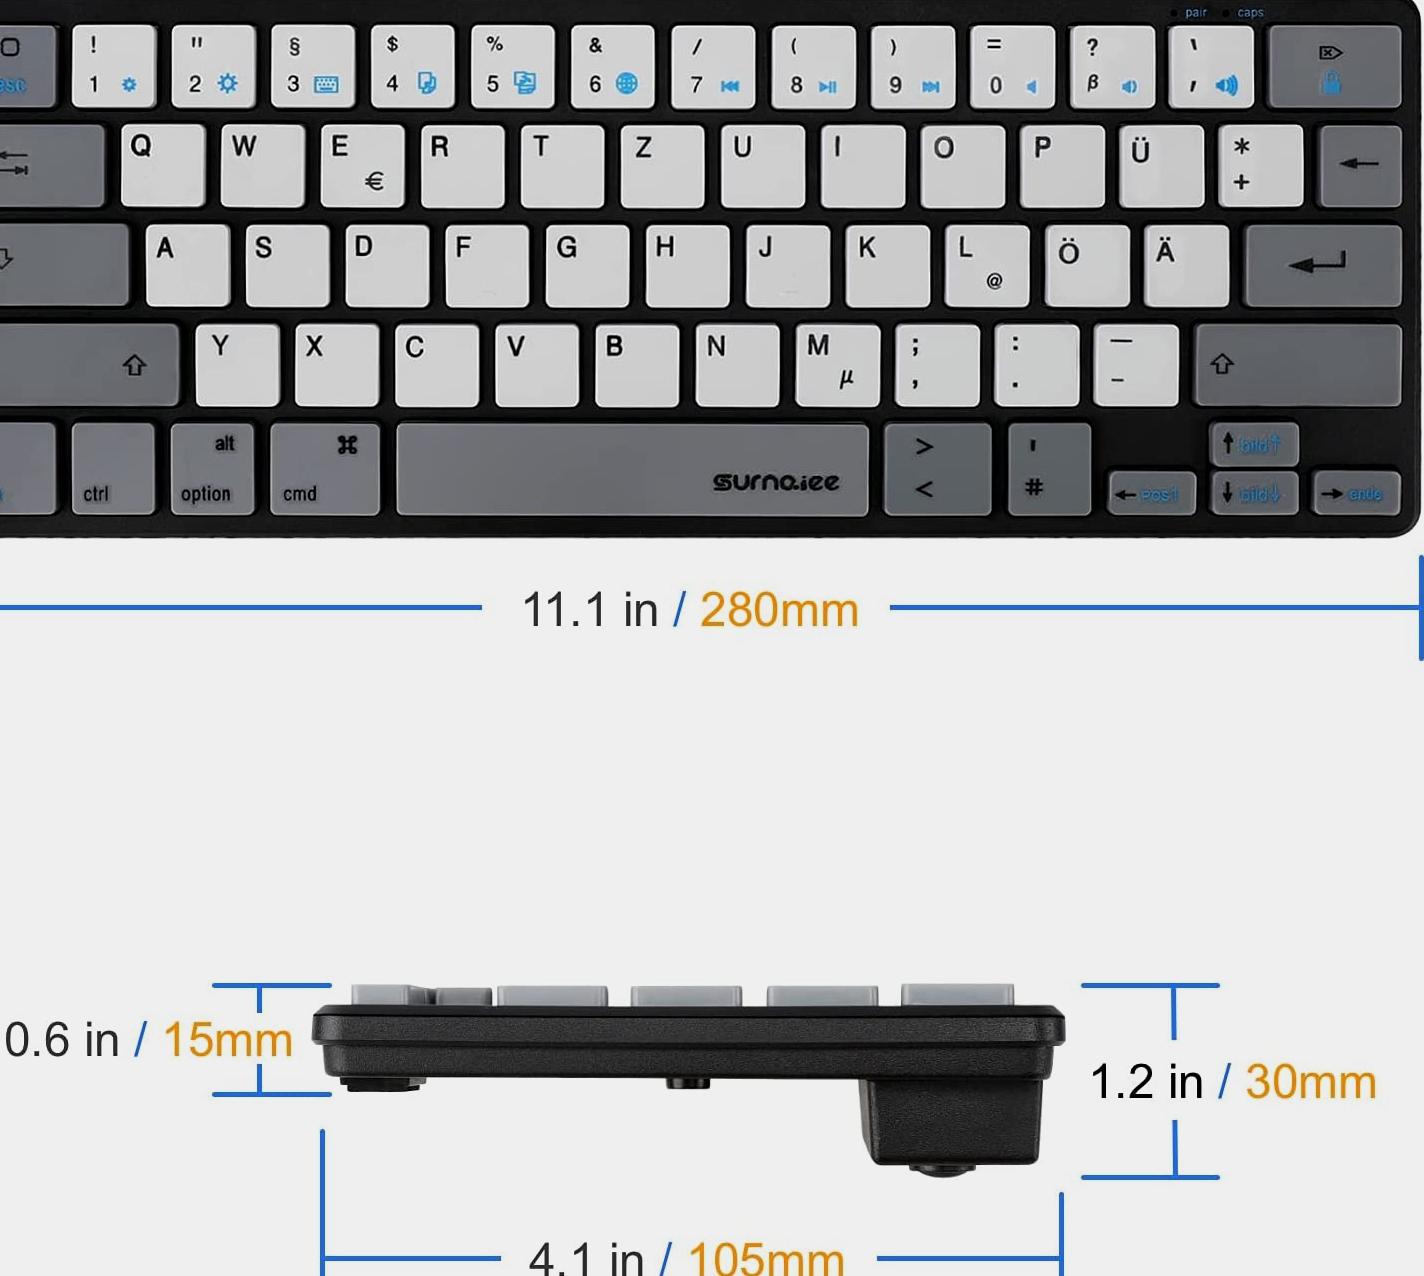 pair caps
! " § $ % & / ( ) = ? `
esc 1 2 3 4 5 6 7 8 9 0 β ,
Q W E R T Z U I O P Ü *
€ +
A S D F G H J K L Ö Ä
@
Y X C V B N M ; : —
μ , . -
alt ⌘ > ' ↑ bild↑
ctrl option cmd surnaiee < # ← pos1 ↓ bild↓ → ende
11.1 in / 280mm
0.6 in / 15mm
1.2 in / 30mm
4.1 in / 105mm